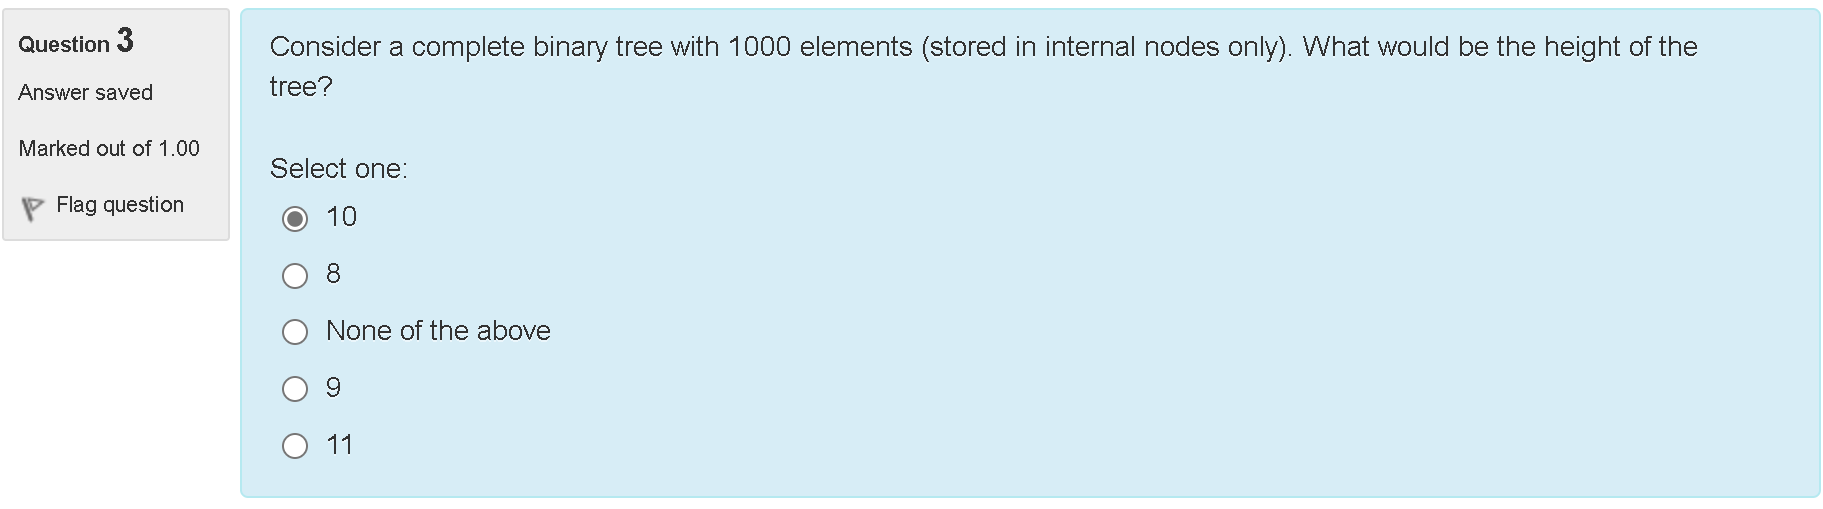 Question 3
Answer saved
Marked out of 1.00
Flag question
Consider a complete binary tree with 1000 elements (stored in internal nodes only). What would be the height of the
tree?
Select one:
10
8
None of the above
9
11